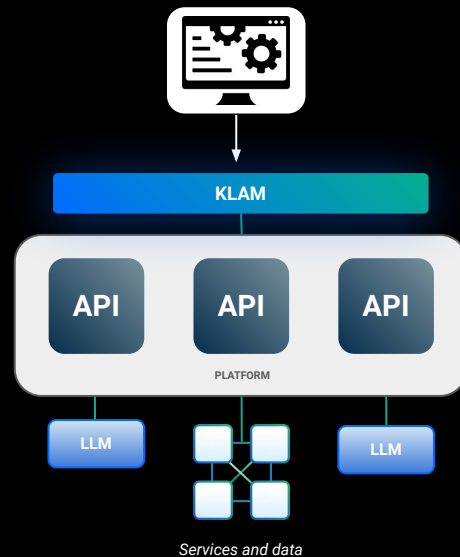 KLAM
API
API
API
PLATFORM
LLM
LLM
Services and data